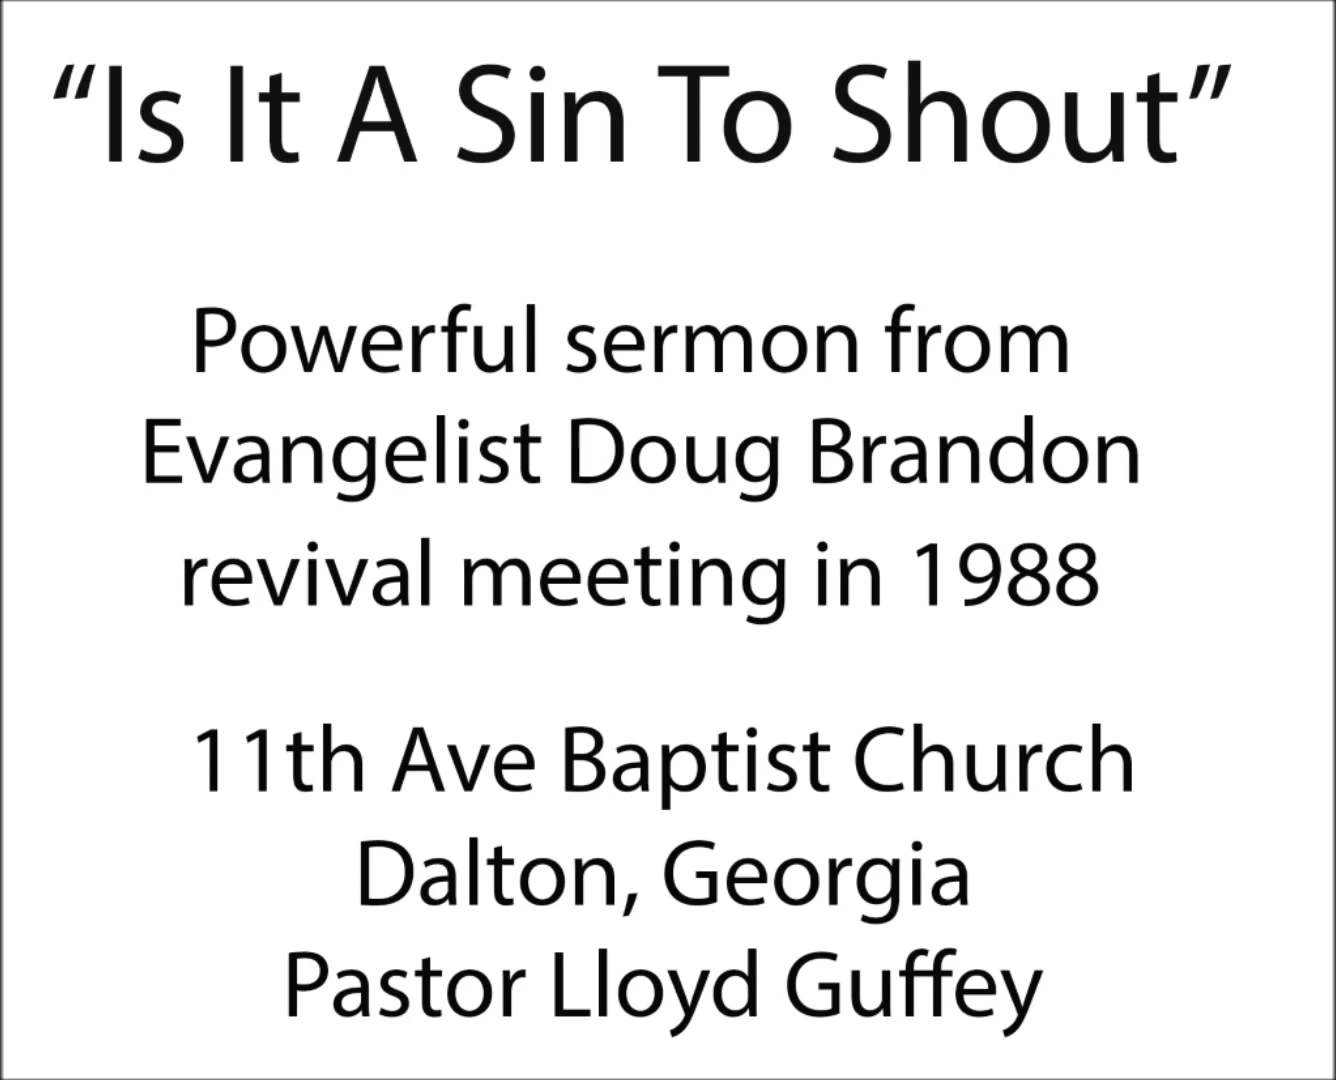 “Is It A Sin To Shout”
Powerful sermon from
Evangelist Doug Brandon
revival meeting in 1988
11th Ave Baptist Church
Dalton, Georgia
Pastor Lloyd Guffey